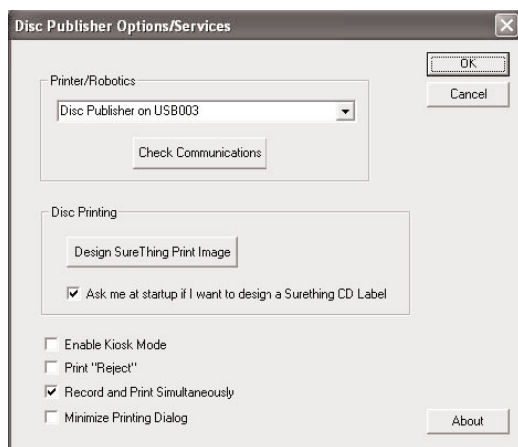 Disc Publisher Options/Services
OK
Cancel
Printer/Robotics
Disc Publisher on USB003
Check Communications
Disc Printing
Design SureThing Print Image
Ask me at startup if I want to design a Surething CD Label
Enable Kiosk Mode
Print "Reject"
Record and Print Simultaneously
Minimize Printing Dialog
About